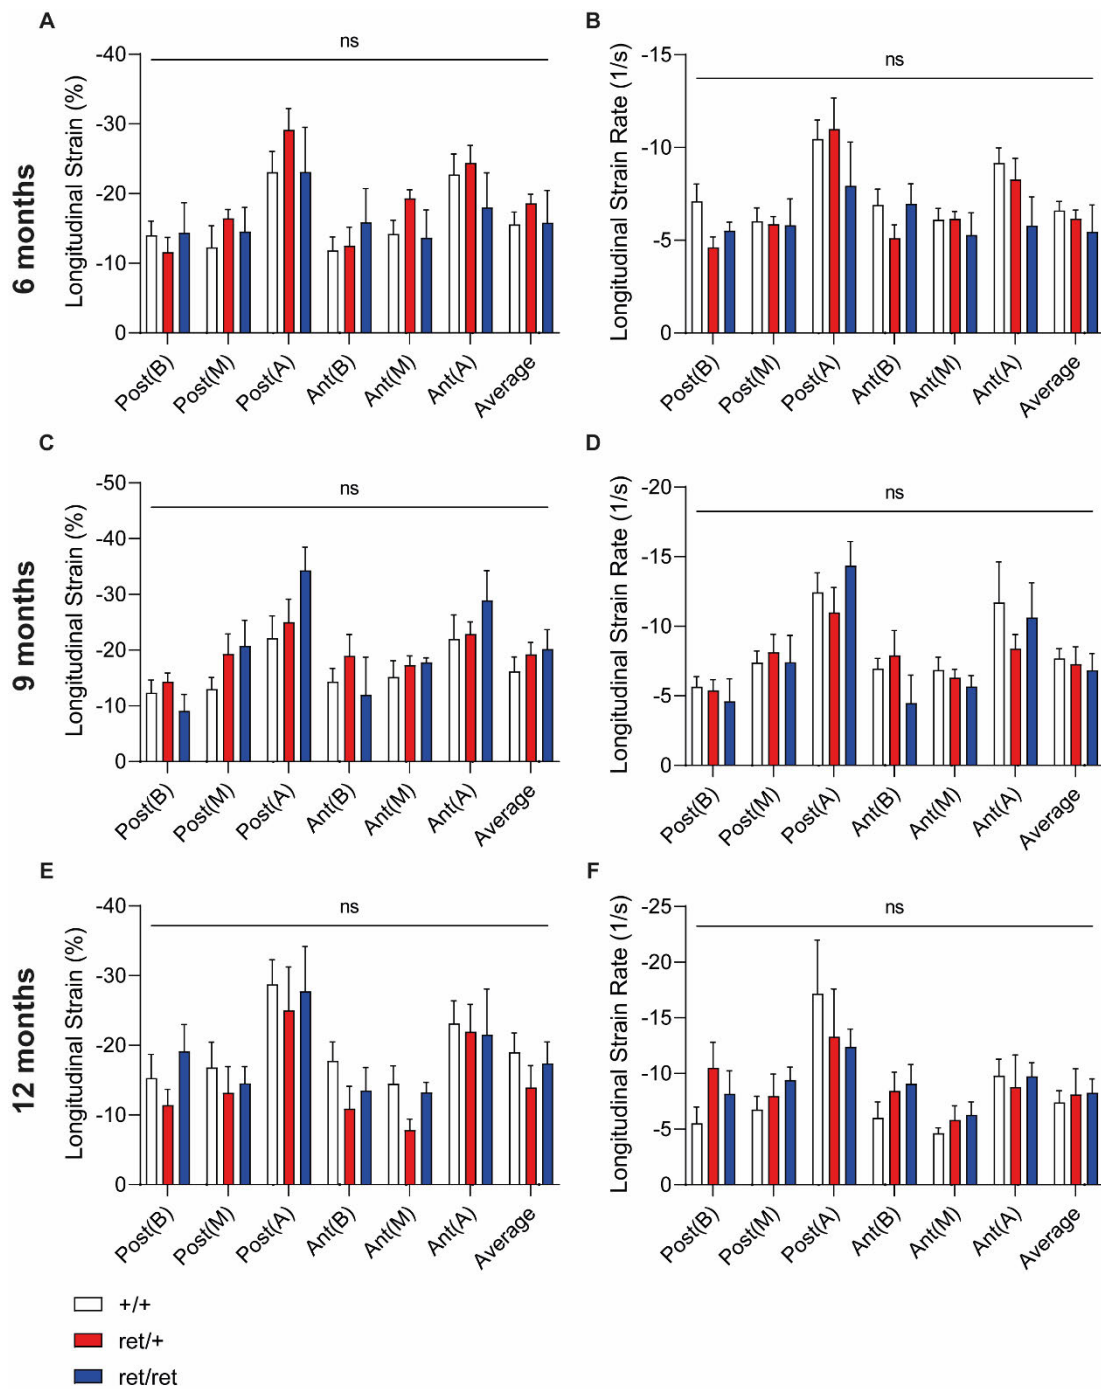 A
6 months
Longitudinal Strain (%)
-40
-30
-20
-10
0
ns
Post(B)
Post(M)
Post(A)
Ant(B)
Ant(M)
Ant(A)
Average
B
Longitudinal Strain Rate (1/s)
-15
-10
-5
0
ns
Post(B)
Post(M)
Post(A)
Ant(B)
Ant(M)
Ant(A)
Average
C
9 months
Longitudinal Strain (%)
-50
-40
-30
-20
-10
0
ns
Post(B)
Post(M)
Post(A)
Ant(B)
Ant(M)
Ant(A)
Average
D
Longitudinal Strain Rate (1/s)
-20
-15
-10
-5
0
ns
Post(B)
Post(M)
Post(A)
Ant(B)
Ant(M)
Ant(A)
Average
E
12 months
Longitudinal Strain (%)
-40
-30
-20
-10
0
ns
Post(B)
Post(M)
Post(A)
Ant(B)
Ant(M)
Ant(A)
Average
F
Longitudinal Strain Rate (1/s)
-25
-20
-15
-10
-5
0
ns
Post(B)
Post(M)
Post(A)
Ant(B)
Ant(M)
Ant(A)
Average
+/+
ret/+
ret/ret